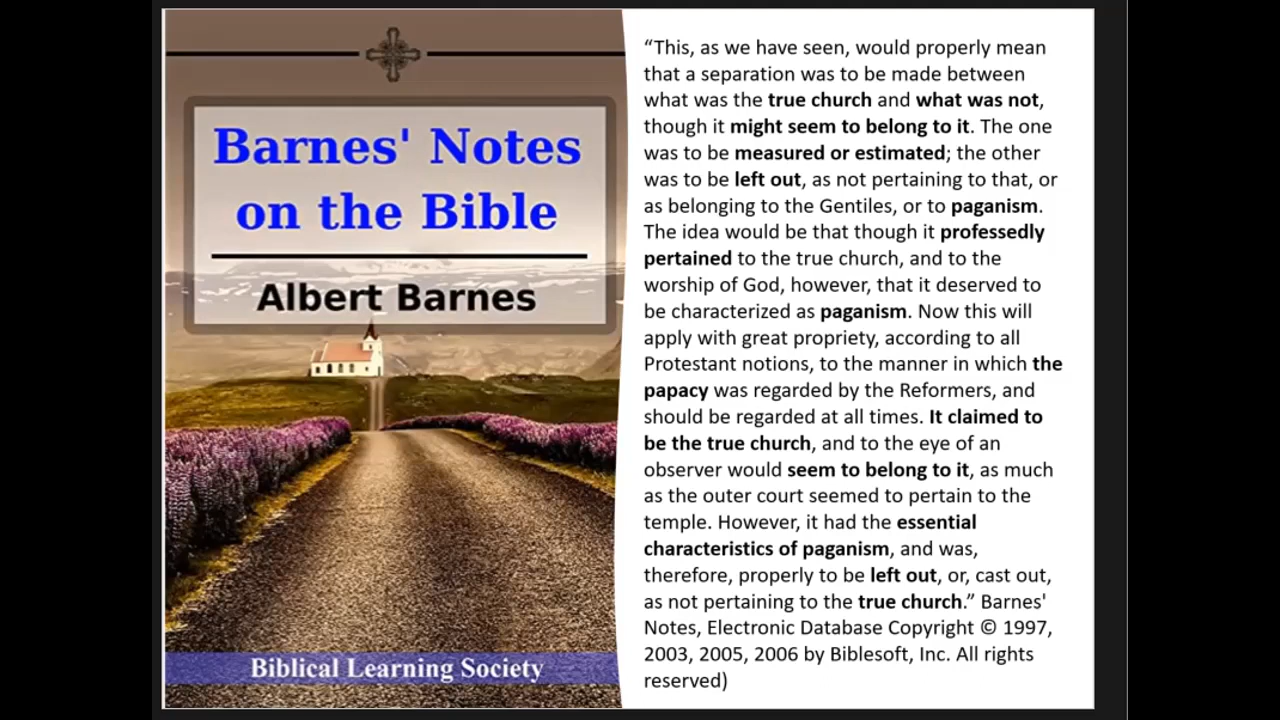 Barnes' Notes
on the Bible
Albert Barnes
Biblical Learning Society
“This, as we have seen, would properly mean
that a separation was to be made between
what was the true church and what was not,
though it might seem to belong to it. The one
was to be measured or estimated; the other
was to be left out, as not pertaining to that, or
as belonging to the Gentiles, or to paganism.
The idea would be that though it professedly
pertained to the true church, and to the
worship of God, however, that it deserved to
be characterized as paganism. Now this will
apply with great propriety, according to all
Protestant notions, to the manner in which the
papacy was regarded by the Reformers, and
should be regarded at all times. It claimed to
be the true church, and to the eye of an
observer would seem to belong to it, as much
as the outer court seemed to pertain to the
temple. However, it had the essential
characteristics of paganism, and was,
therefore, properly to be left out, or, cast out,
as not pertaining to the true church.” Barnes'
Notes, Electronic Database Copyright © 1997,
2003, 2005, 2006 by Biblesoft, Inc. All rights
reserved)